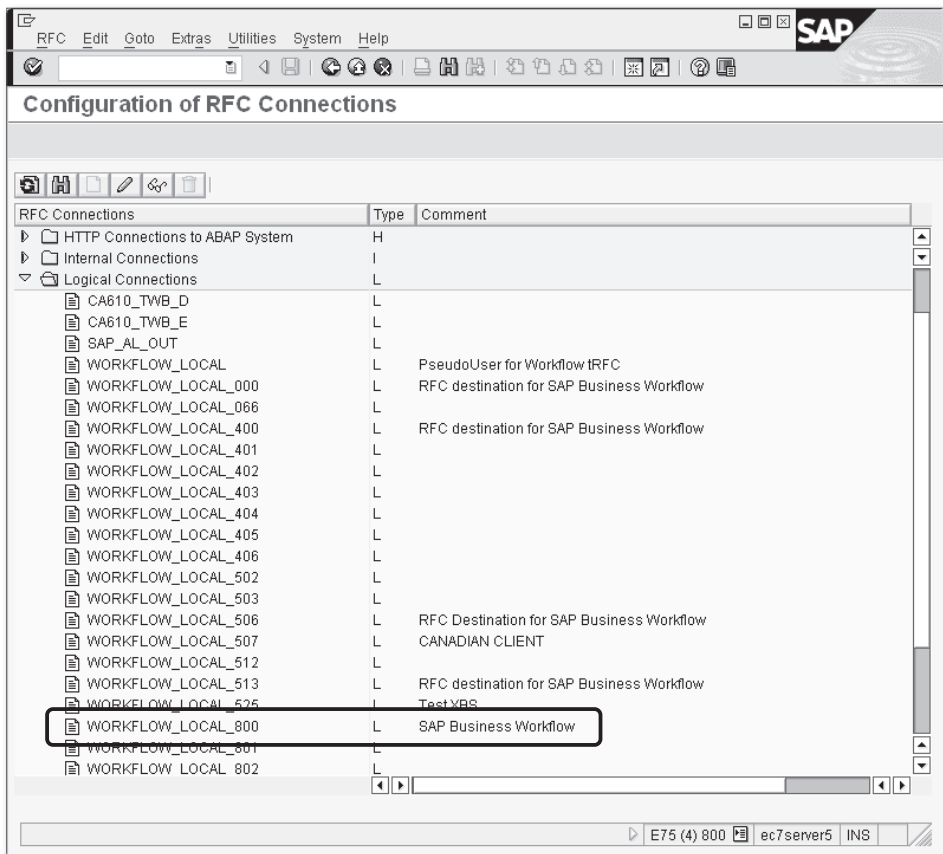 RFC Edit Goto Extras Utilities System Help
SAP
Configuration of RFC Connections
RFC Connections Type Comment
HTTP Connections to ABAP System H
Internal Connections I
Logical Connections L
CA610_TWB_D L
CA610_TWB_E L
SAP_AL_OUT L
WORKFLOW_LOCAL L PseudoUser for Workflow tRFC
WORKFLOW_LOCAL_000 L RFC destination for SAP Business Workflow
WORKFLOW_LOCAL_066 L
WORKFLOW_LOCAL_400 L RFC destination for SAP Business Workflow
WORKFLOW_LOCAL_401 L
WORKFLOW_LOCAL_402 L
WORKFLOW_LOCAL_403 L
WORKFLOW_LOCAL_404 L
WORKFLOW_LOCAL_405 L
WORKFLOW_LOCAL_406 L
WORKFLOW_LOCAL_502 L
WORKFLOW_LOCAL_503 L
WORKFLOW_LOCAL_506 L RFC Destination for SAP Business Workflow
WORKFLOW_LOCAL_507 L CANADIAN CLIENT
WORKFLOW_LOCAL_512 L
WORKFLOW_LOCAL_513 L RFC destination for SAP Business Workflow
WORKFLOW_LOCAL_525 L Test XBS
WORKFLOW_LOCAL_800 L SAP Business Workflow
WORKFLOW_LOCAL_801 L
WORKFLOW_LOCAL_802 L
E75 (4) 800 ec7server5 INS